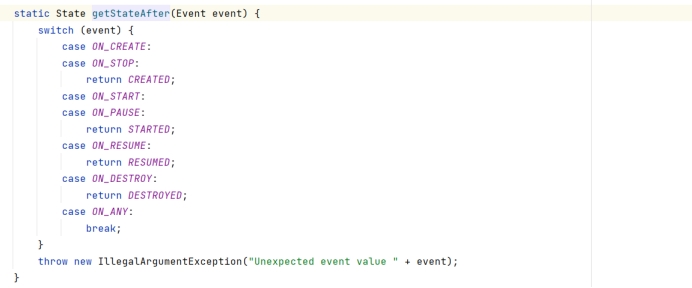 static State getStateAfter(Event event) {
switch (event) {
case ON_CREATE:
case ON_STOP:
return CREATED;
case ON_START:
case ON_PAUSE:
return STARTED;
case ON_RESUME:
return RESUMED;
case ON_DESTROY:
return DESTROYED;
case ON_ANY:
break;
}
throw new IllegalArgumentException("Unexpected event value " + event);
}